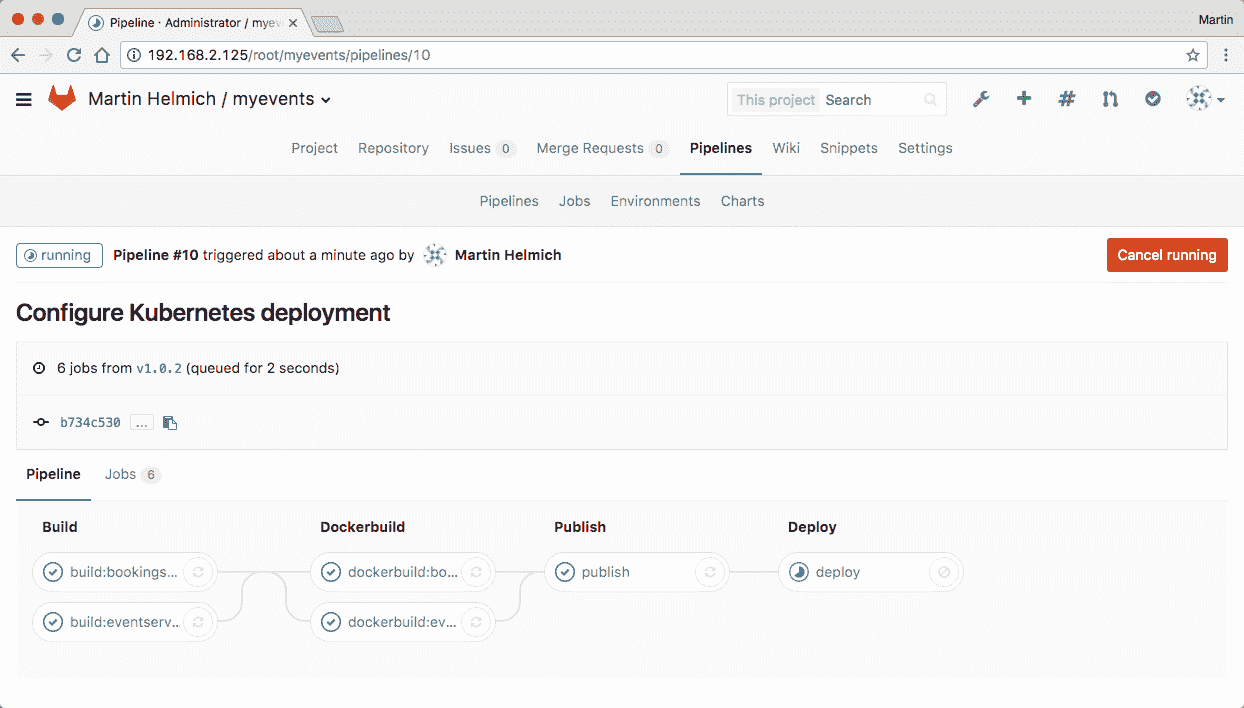 Pipeline · Administrator / myev
Martin
192.168.2.125/root/myevents/pipelines/10
Martin Helmich / myevents
This project Search
Project Repository Issues 0 Merge Requests 0 Pipelines Wiki Snippets Settings
Pipelines Jobs Environments Charts
running Pipeline #10 triggered about a minute ago by Martin Helmich Cancel running
Configure Kubernetes deployment
6 jobs from v1.0.2 (queued for 2 seconds)
b734c530 ...
Pipeline Jobs 6
Build Dockerbuild Publish Deploy
build:bookings... dockerbuild:bo... publish deploy
build:eventserv... dockerbuild:ev...